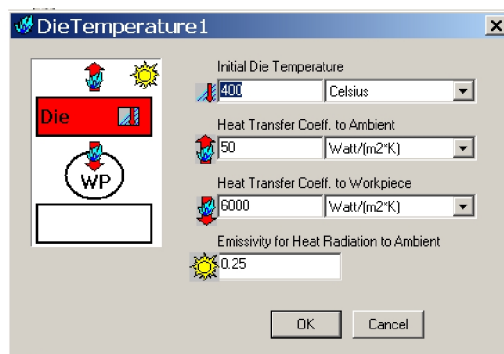 DieTemperature1
Initial Die Temperature
400 Celsius
Die
Heat Transfer Coeff. to Ambient
50 Watt/(m2*K)
WP
Heat Transfer Coeff. to Workpiece
6000 Watt/(m2*K)
Emissivity for Heat Radiation to Ambient
0.25
OK Cancel